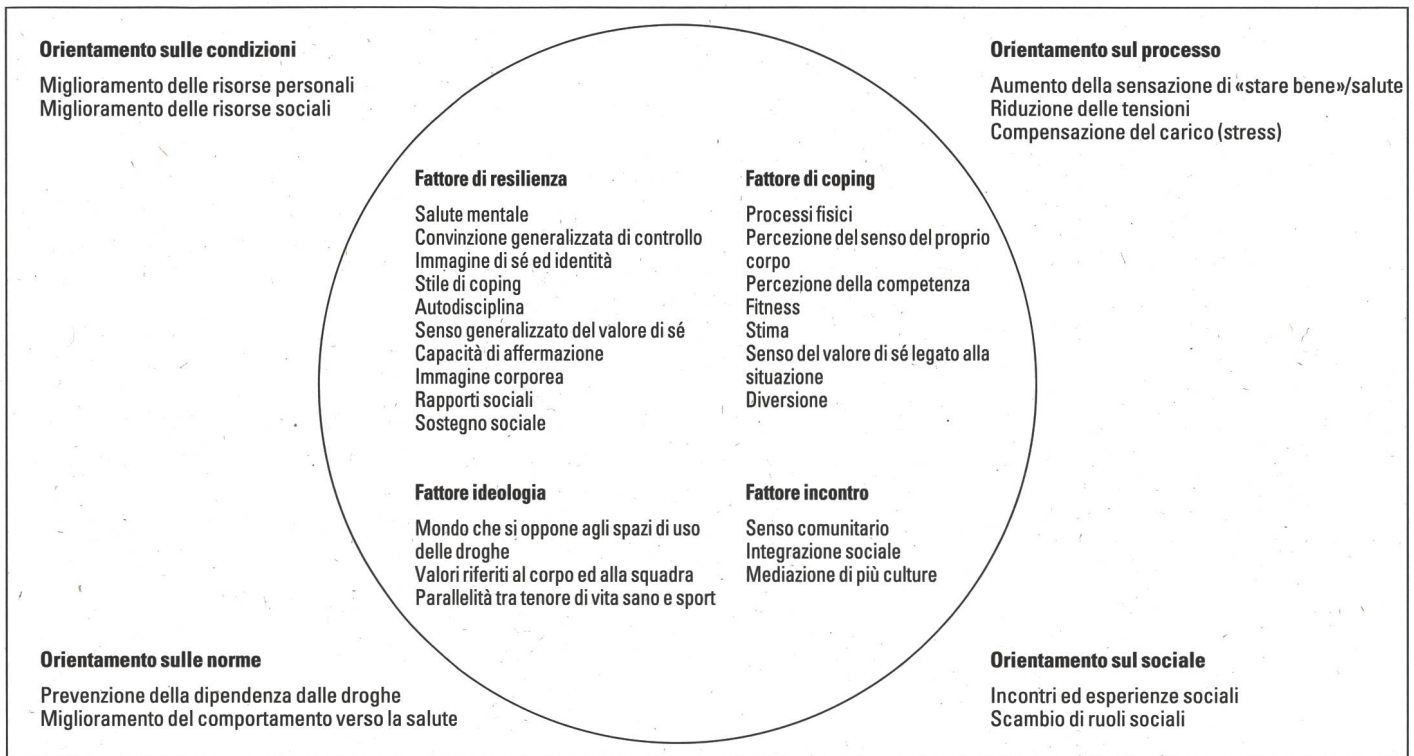 Orientamento sulle condizioni
Miglioramento delle risorse personali
Miglioramento delle risorse sociali
Orientamento sul processo
Aumento della sensazione di «stare bene»/salute
Riduzione delle tensioni
Compensazione del carico (stress)
Fattore di resilienza
Salute mentale
Convinzione generalizzata di controllo
Immagine di sé ed identità
Stile di coping
Autodisciplina
Senso generalizzato del valore di sé
Capacità di affermazione
Immagine corporea
Rapporti sociali
Sostegno sociale
Fattore di coping
Processi fisici
Percezione del senso del proprio
corpo
Percezione della competenza
Fitness
Stima
Senso del valore di sé legato alla
situazione
Diversione
Fattore ideologia
Mondo che si oppone agli spazi di uso
delle droghe
Valori riferiti al corpo ed alla squadra
Parallelità tra tenore di vita sano e sport
Fattore incontro
Senso comunitario
Integrazione sociale
Mediazione di più culture
Orientamento sulle norme
Prevenzione della dipendenza dalle droghe
Miglioramento del comportamento verso la salute
Orientamento sul sociale
Incontri ed esperienze sociali
Scambio di ruoli sociali